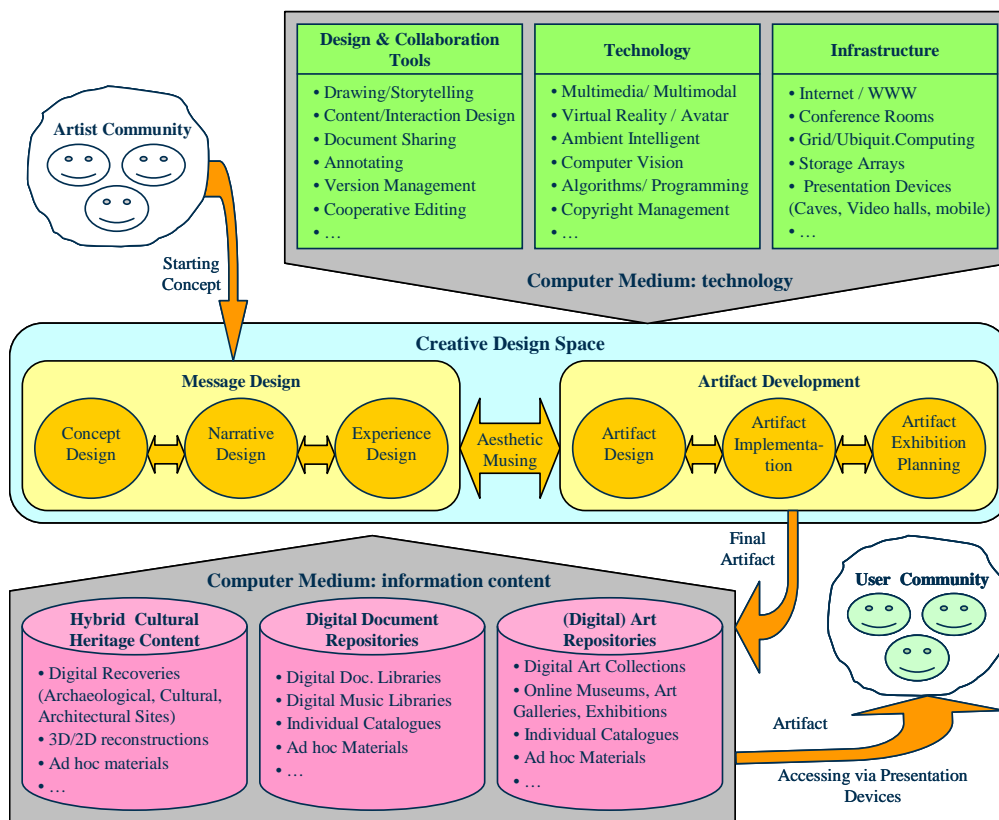 Design & Collaboration
Tools
• Drawing/Storytelling
• Content/Interaction Design
• Document Sharing
• Annotating
• Version Management
• Cooperative Editing
• …
Technology
• Multimedia/ Multimodal
• Virtual Reality / Avatar
• Ambient Intelligent
• Computer Vision
• Algorithms/ Programming
• Copyright Management
• …
Infrastructure
• Internet / WWW
• Conference Rooms
• Grid/Ubiquit.Computing
• Storage Arrays
• Presentation Devices
(Caves, Video halls, mobile)
• …
Computer Medium: technology
Artist Community
Starting
Concept
Creative Design Space
Message Design
Concept
Design
Narrative
Design
Experience
Design
Aesthetic
Musing
Artifact Development
Artifact
Design
Artifact
Implementa-
tion
Artifact
Exhibition
Planning
Final
Artifact
Computer Medium: information content
Hybrid Cultural
Heritage Content
• Digital Recoveries
(Archaeological, Cultural,
Architectural Sites)
• 3D/2D reconstructions
• Ad hoc materials
• …
Digital Document
Repositories
• Digital Doc. Libraries
• Digital Music Libraries
• Individual Catalogues
• Ad hoc Materials
• …
(Digital) Art
Repositories
• Digital Art Collections
• Online Museums, Art
Galleries, Exhibitions
• Individual Catalogues
• Ad hoc Materials
• …
User Community
Artifact
Accessing via Presentation
Devices